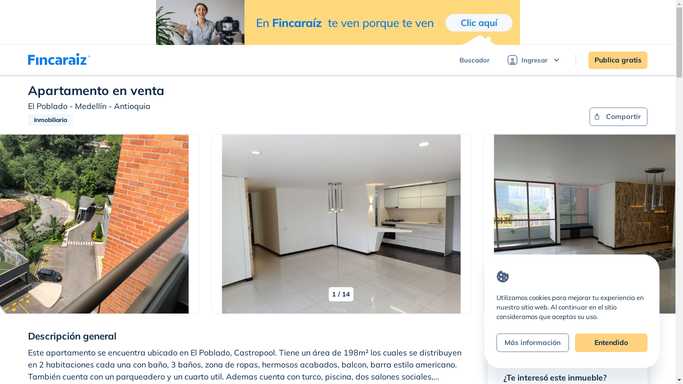 En Fincaraíz te ven porque te ven
Clic aquí
Fıncaraiz
Buscador
Ingresar
Publica gratis
Apartamento en venta
El Poblado - Medellín - Antioquia
Inmobiliaria
Compartir
1 / 14
Utilizamos cookies para mejorar tu experiencia en
nuestro sitio web. Al continuar en el sitio
consideramos que aceptas su uso.
Más información
Entendido
Descripción general
Este apartamento se encuentra ubicado en El Poblado, Castropool. Tiene un área de 198m² los cuales se distribuyen
en 2 habitaciones cada una con baño, 3 baños, zona de ropas, hermosos acabados, balcon, barra estilo americano.
También cuenta con un parqueadero y un cuarto util. Ademas cuenta con turco, piscina, dos salones sociales,...
¿Te interesó este inmueble?